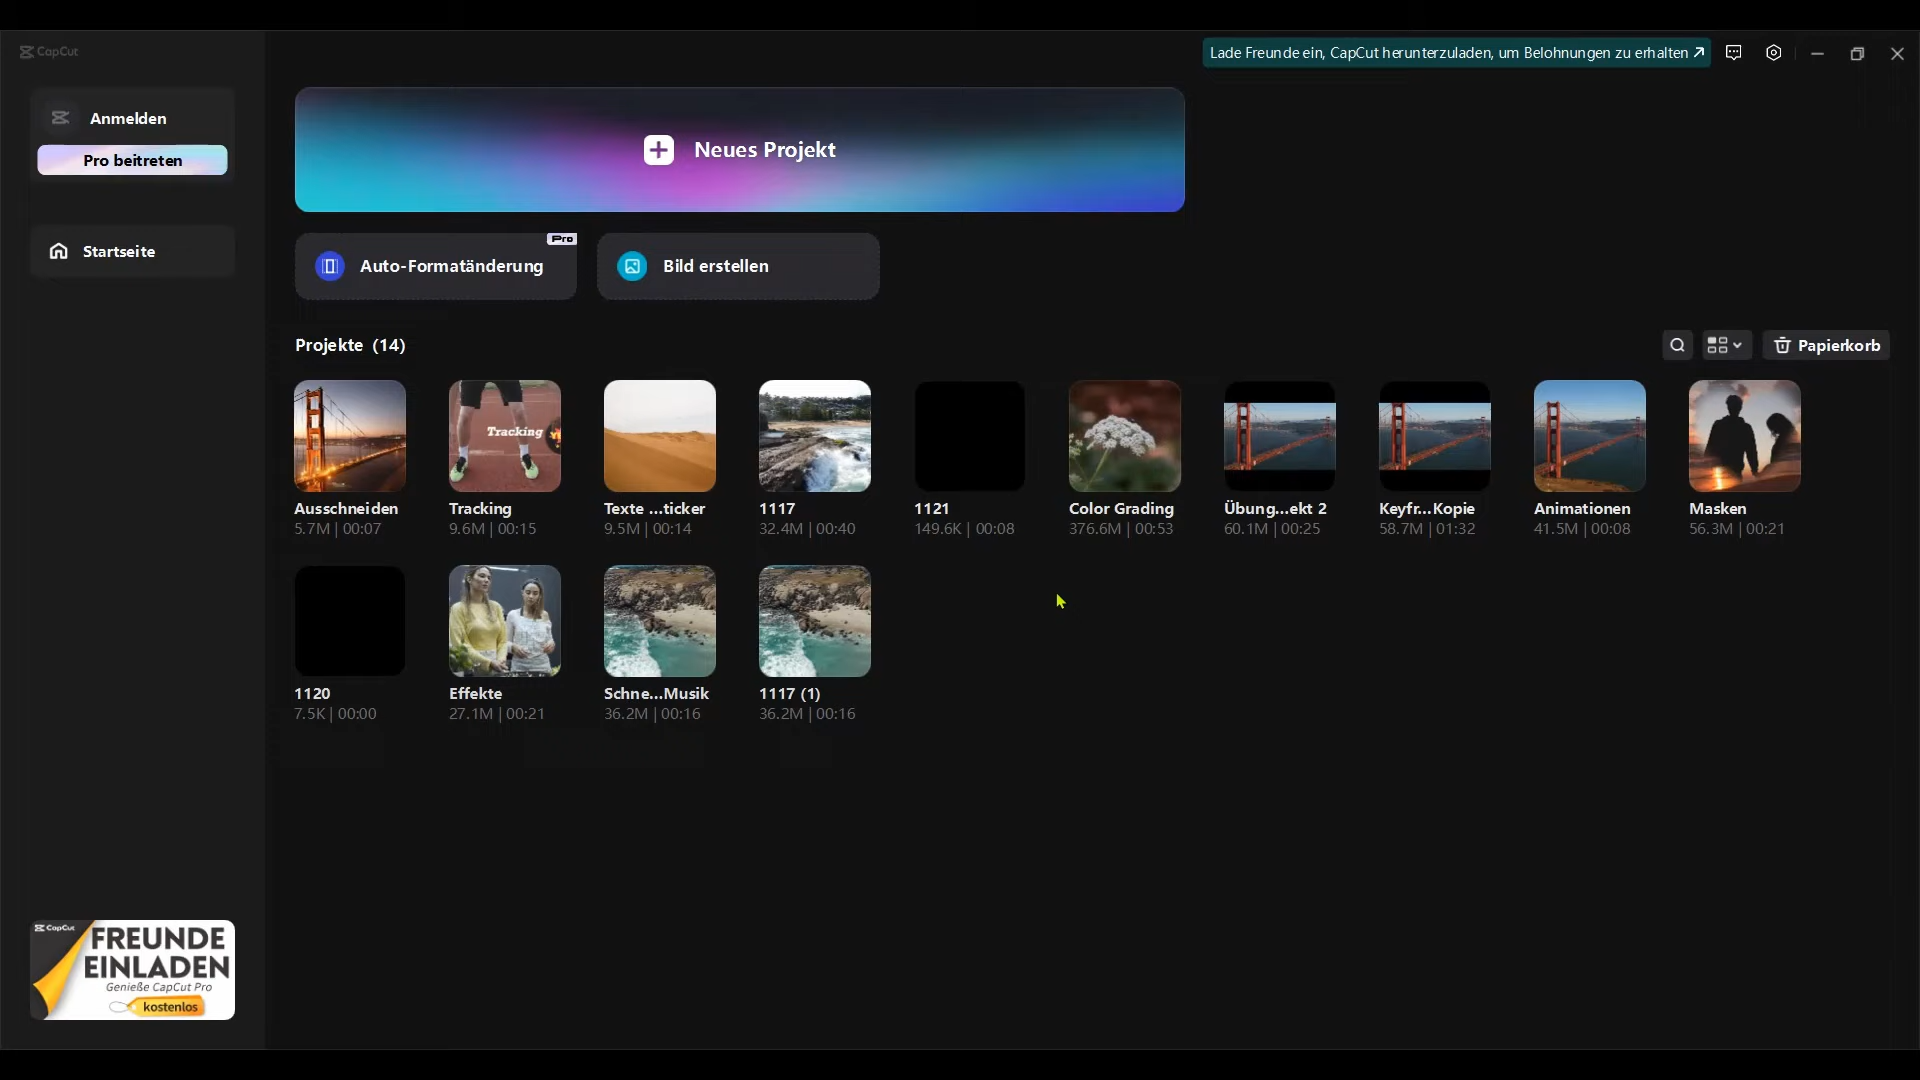 CapCut
Lade Freunde ein, CapCut herunterzuladen, um Belohnungen zu erhalten
Anmelden
Pro beitreten
Startseite
Neues Projekt
Pro
Auto-Formatänderung
Bild erstellen
Projekte (14)
Papierkorb
Tracking
Ausschneiden
5.7M | 00:07
Tracking
9.6M | 00:15
Texte ...ticker
9.5M | 00:14
1117
32.4M | 00:40
1121
149.6K | 00:08
Color Grading
376.6M | 00:53
Übung...ekt 2
60.1M | 00:25
Keyfr...Kopie
58.7M | 01:32
Animationen
41.5M | 00:08
Masken
56.3M | 00:21
1120
7.5K | 00:00
Effekte
27.1M | 00:21
Schne...Musik
36.2M | 00:16
1117 (1)
36.2M | 00:16
CapCut
FREUNDE
EINLADEN
Genieße CapCut Pro
kostenlos